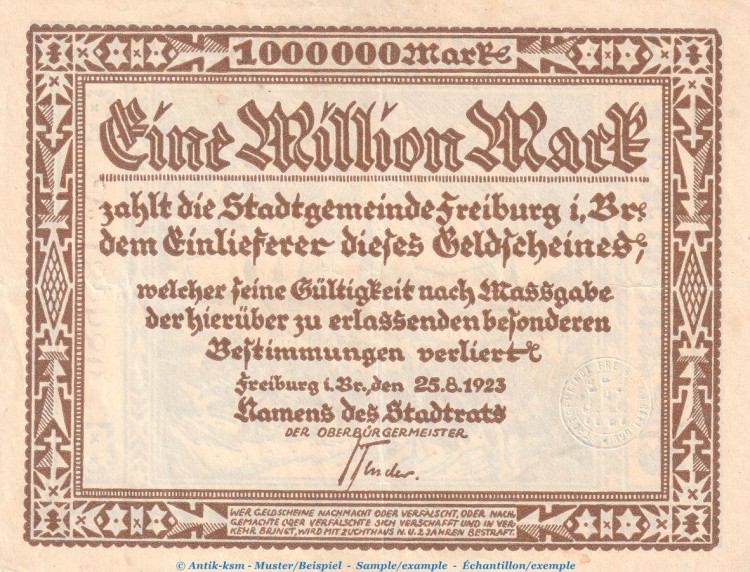 1000000 Mark
Eine Million Mark
zahlt die Stadtgemeinde Freiburg i, Br.
dem Einlieferer dieses Geldscheines,
welcher seine Gültigkeit nach Massgabe
der hierüber zu erlassenden besonderen
Bestimmungen verliert
Freiburg i. Br., den 25.8.1923
Namens des Stadtrats
DER OBERBÜRGERMEISTER
WER GELDSCHEINE NACHMACHT ODER VERFÄLSCHT, ODER NACH-
GEMACHTE ODER VERFÄLSCHTE SICH VERSCHAFFT UND IN VER-
KEHR BRINGT, WIRD MIT ZUCHTHAUS N. U. 2 JAHREN BESTRAFT.
© Antik-ksm - Muster/Beispiel - Sample/example - Échantillon/exemple